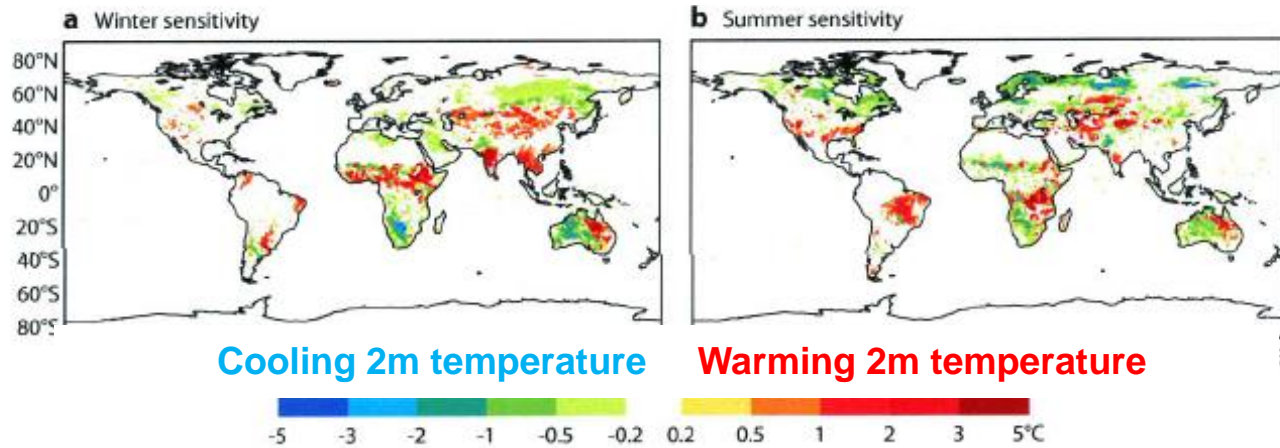 a Winter sensitivity
b Summer sensitivity
80°N
60°N
40°N
20°N
0°
20°S
40°S
60°S
80°S
Cooling 2m temperature Warming 2m temperature
-5 -3 -2 -1 -0.5 -0.2 0.2 0.5 1 2 3 5°C